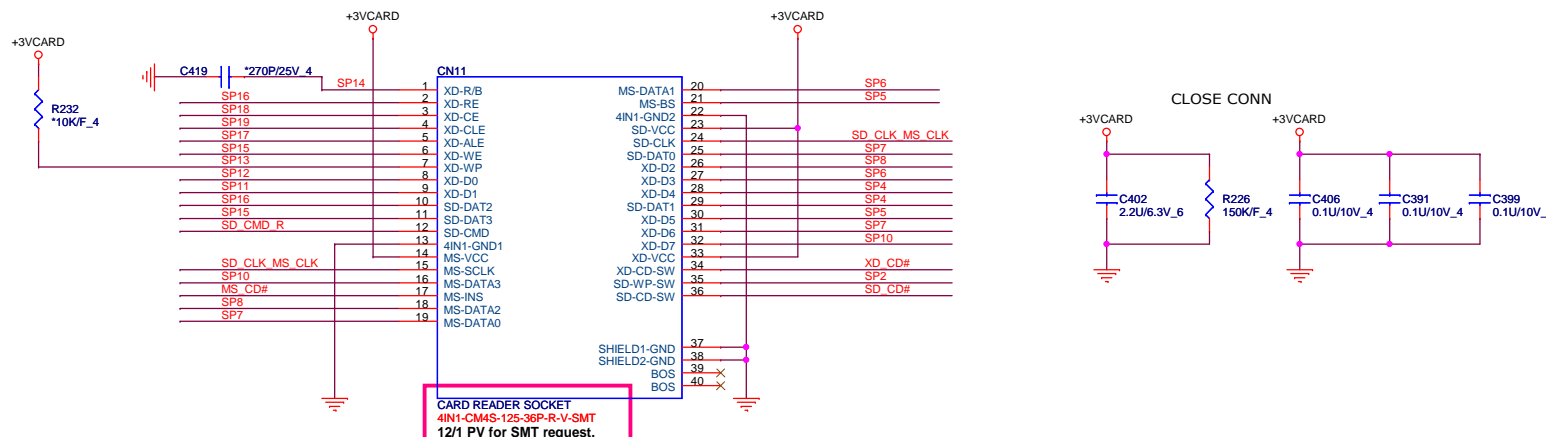 +3VCARD
R232
*10K/F_4
C419
*270P/25V_4
+3VCARD
+3VCARD
CN11
SP14 1 XD-R/B
SP16 2 XD-RE
SP18 3 XD-CE
SP19 4 XD-CLE
SP17 5 XD-ALE
SP15 6 XD-WE
SP13 7 XD-WP
SP12 8 XD-D0
SP11 9 XD-D1
SP16 10 SD-DAT2
SP15 11 SD-DAT3
SD_CMD_R 12 SD-CMD
13 4IN1-GND1
14 MS-VCC
SD_CLK_MS_CLK 15 MS-SCLK
SP10 16 MS-DATA3
MS_CD# 17 MS-INS
SP8 18 MS-DATA2
SP7 19 MS-DATA0
MS-DATA1 20 SP6
MS-BS 21 SP5
4IN1-GND2 22
SD-VCC 23
SD-CLK 24 SD_CLK_MS_CLK
SD-DAT0 25 SP7
XD-D2 26 SP8
XD-D3 27 SP6
XD-D4 28 SP4
SD-DAT1 29 SP4
XD-D5 30 SP5
XD-D6 31 SP7
XD-D7 32 SP10
XD-VCC 33
XD-CD-SW 34 XD_CD#
SD-WP-SW 35 SP2
SD-CD-SW 36 SD_CD#
SHIELD1-GND 37
SHIELD2-GND 38
BOS 39
BOS 40
CARD READER SOCKET
4IN1-CM4S-125-36P-R-V-SMT
12/1 PV for SMT request.
CLOSE CONN
+3VCARD
+3VCARD
C402
2.2U/6.3V_6
R226
150K/F_4
C406
0.1U/10V_4
C391
0.1U/10V_4
C399
0.1U/10V_